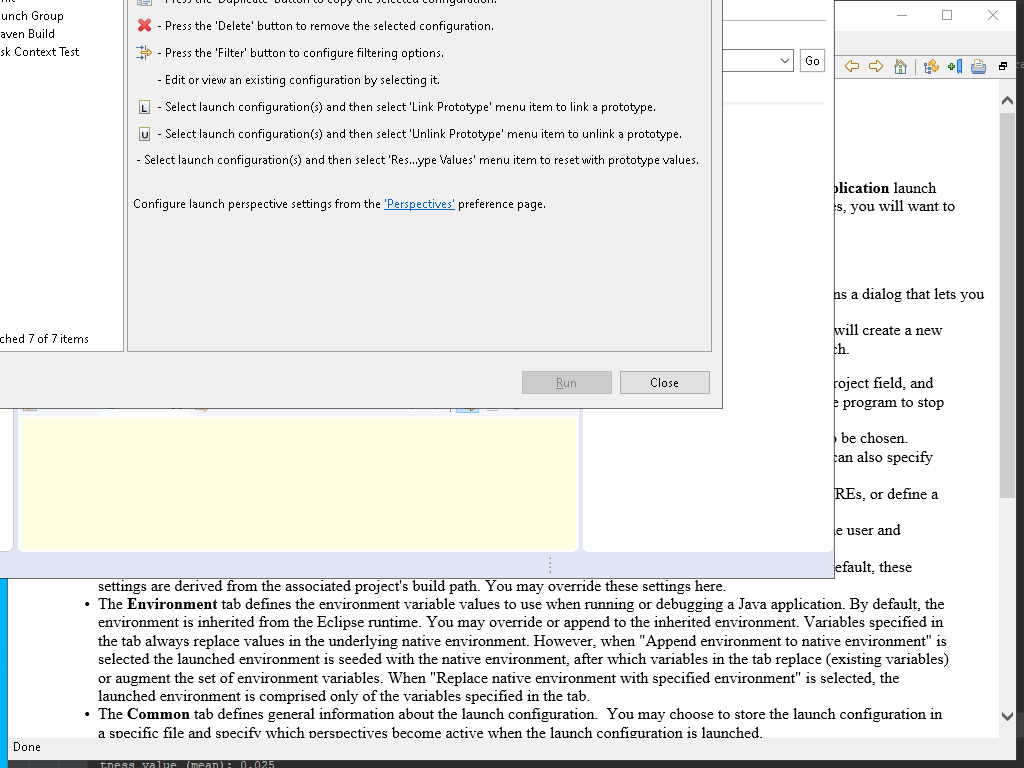 - Press the 'Duplicate' button to copy the selected configuration.
unch Group
- Press the 'Delete' button to remove the selected configuration.
aven Build
sk Context Test
- Press the 'Filter' button to configure filtering options.
Go
- Edit or view an existing configuration by selecting it.
L - Select launch configuration(s) and then select 'Link Prototype' menu item to link a prototype.
U - Select launch configuration(s) and then select 'Unlink Prototype' menu item to unlink a prototype.
- Select launch configuration(s) and then select 'Res...ype Values' menu item to reset with prototype values.
Configure launch perspective settings from the 'Perspectives' preference page.
ched 7 of 7 items
Run
Close
plication launch
es, you will want to
ns a dialog that lets you
will create a new
ch.
roject field, and
e program to stop
o be chosen.
can also specify
REs, or define a
e user and
efault, these
settings are derived from the associated project's build path. You may override these settings here.
• The Environment tab defines the environment variable values to use when running or debugging a Java application. By default, the
environment is inherited from the Eclipse runtime. You may override or append to the inherited environment. Variables specified in
the tab always replace values in the underlying native environment. However, when "Append environment to native environment" is
selected the launched environment is seeded with the native environment, after which variables in the tab replace (existing variables)
or augment the set of environment variables. When "Replace native environment with specified environment" is selected, the
launched environment is comprised only of the variables specified in the tab.
• The Common tab defines general information about the launch configuration.  You may choose to store the launch configuration in
a specific file and specify which perspectives become active when the launch configuration is launched.
Done
tness value (mean): 0.025